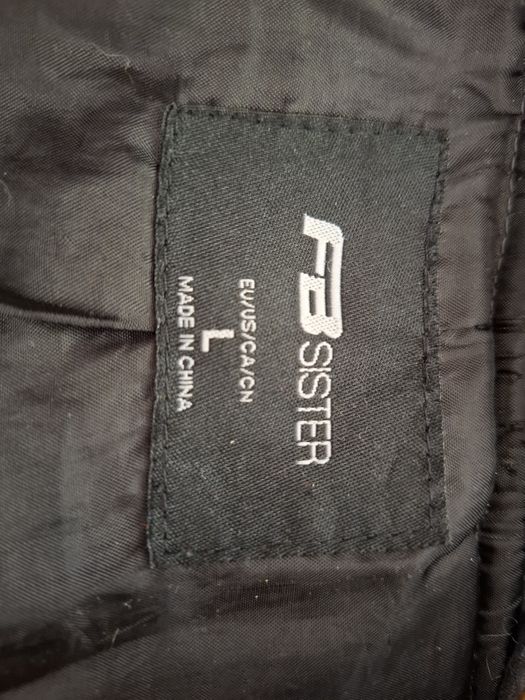 FB SISTER
EU/US/CA/CN
L
MADE IN CHINA